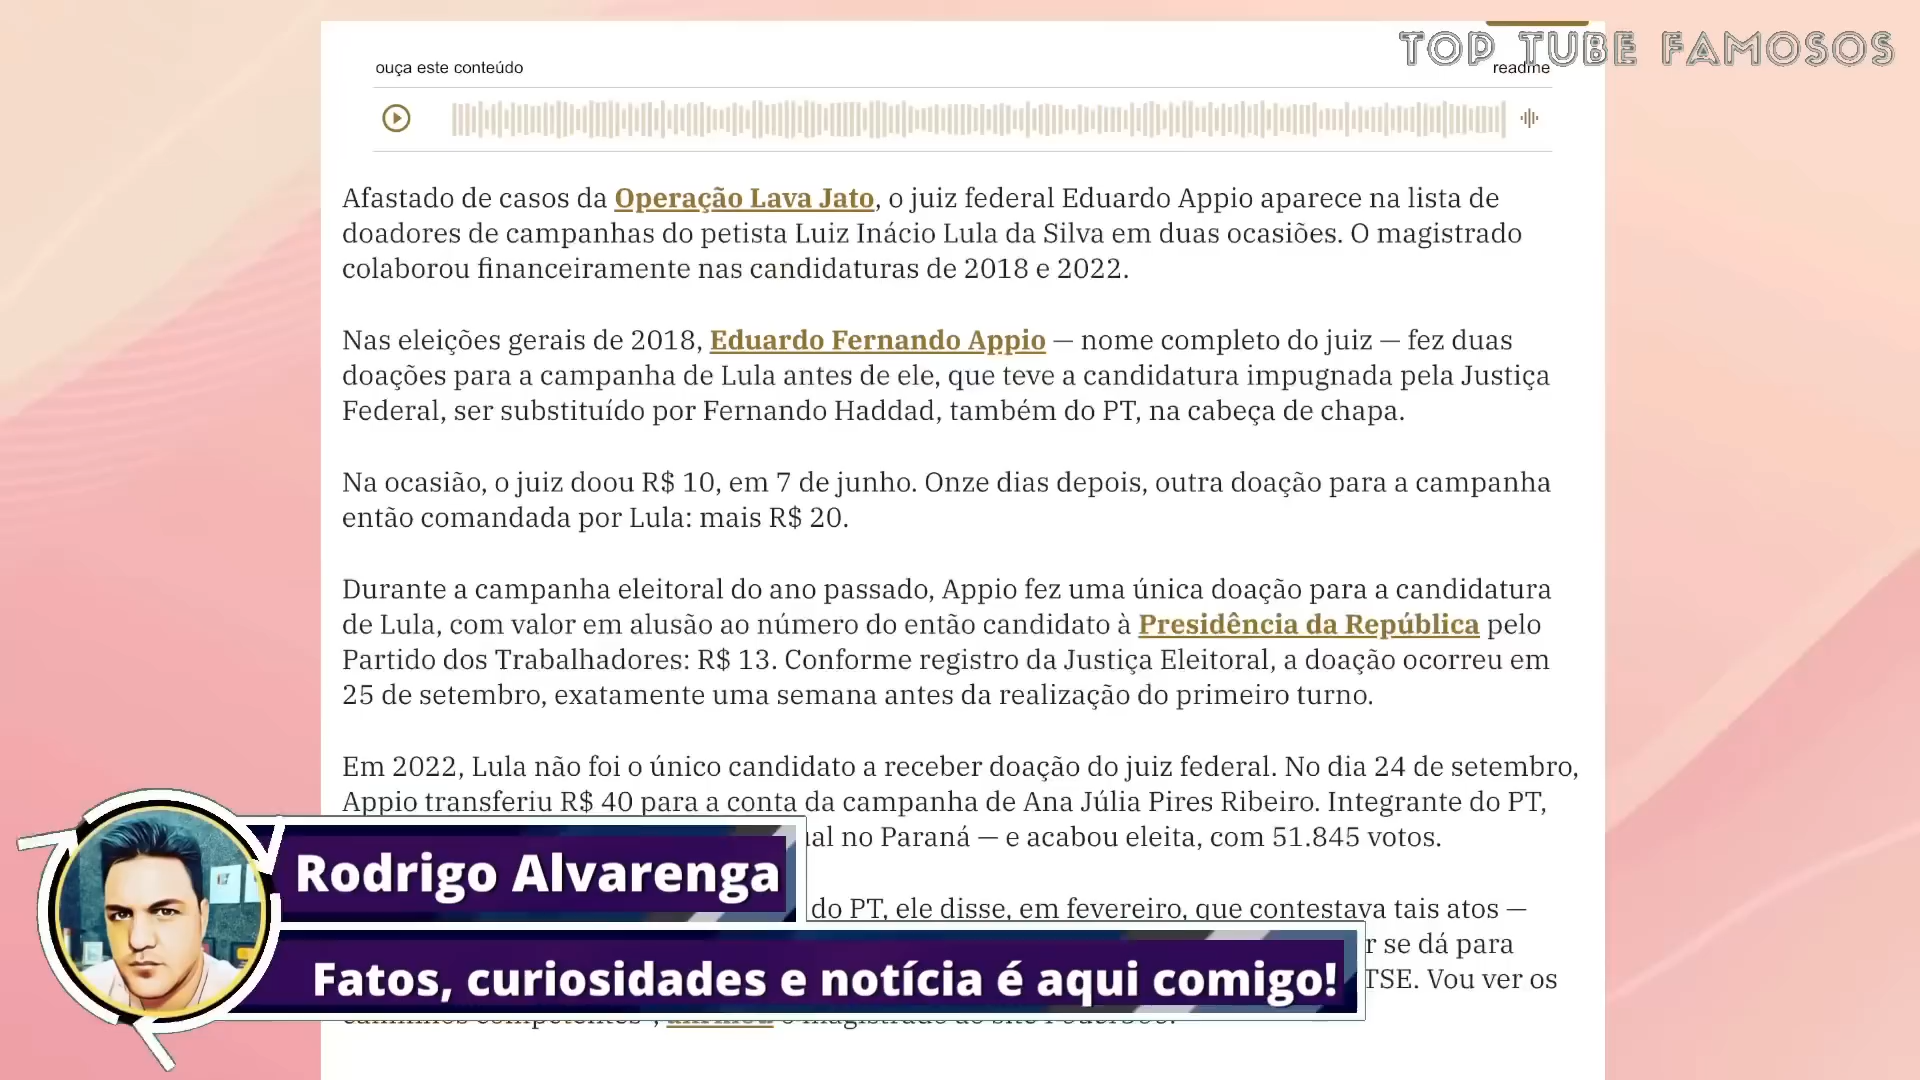 TOP TUBE FAMOSOS
ouça este conteúdo
readme
Afastado de casos da Operação Lava Jato, o juiz federal Eduardo Appio aparece na lista de
doadores de campanhas do petista Luiz Inácio Lula da Silva em duas ocasiões. O magistrado
colaborou financeiramente nas candidaturas de 2018 e 2022.
Nas eleições gerais de 2018, Eduardo Fernando Appio — nome completo do juiz — fez duas
doações para a campanha de Lula antes de ele, que teve a candidatura impugnada pela Justiça
Federal, ser substituído por Fernando Haddad, também do PT, na cabeça de chapa.
Na ocasião, o juiz doou R$ 10, em 7 de junho. Onze dias depois, outra doação para a campanha
então comandada por Lula: mais R$ 20.
Durante a campanha eleitoral do ano passado, Appio fez uma única doação para a candidatura
de Lula, com valor em alusão ao número do então candidato à Presidência da República pelo
Partido dos Trabalhadores: R$ 13. Conforme registro da Justiça Eleitoral, a doação ocorreu em
25 de setembro, exatamente uma semana antes da realização do primeiro turno.
Em 2022, Lula não foi o único candidato a receber doação do juiz federal. No dia 24 de setembro,
Appio transferiu R$ 40 para a conta da campanha de Ana Júlia Pires Ribeiro. Integrante do PT,
no Paraná — e acabou eleita, com 51.845 votos.
Rodrigo Alvarenga
do PT, ele disse, em fevereiro, que contestava tais atos —
se dá para
Fatos, curiosidades e notícia é aqui comigo!
TSE. Vou ver os